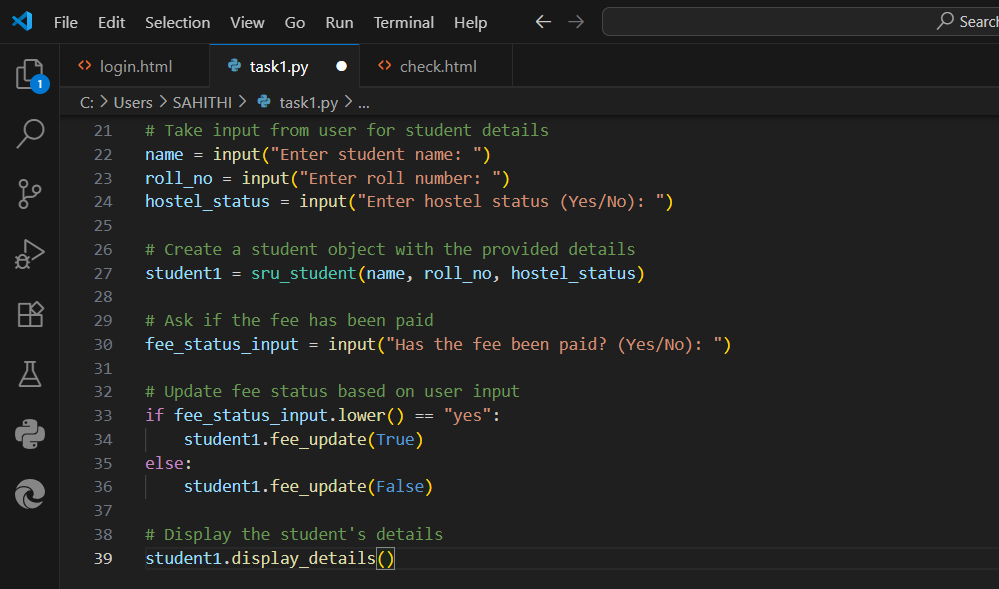 File Edit Selection View Go Run Terminal Help Search
login.html task1.py check.html
1
C: > Users > SAHITHI > task1.py > ...
21 # Take input from user for student details
22 name = input("Enter student name: ")
23 roll_no = input("Enter roll number: ")
24 hostel_status = input("Enter hostel status (Yes/No): ")
25
26 # Create a student object with the provided details
27 student1 = sru_student(name, roll_no, hostel_status)
28
29 # Ask if the fee has been paid
30 fee_status_input = input("Has the fee been paid? (Yes/No): ")
31
32 # Update fee status based on user input
33 if fee_status_input.lower() == "yes":
34     student1.fee_update(True)
35 else:
36     student1.fee_update(False)
37
38 # Display the student's details
39 student1.display_details()